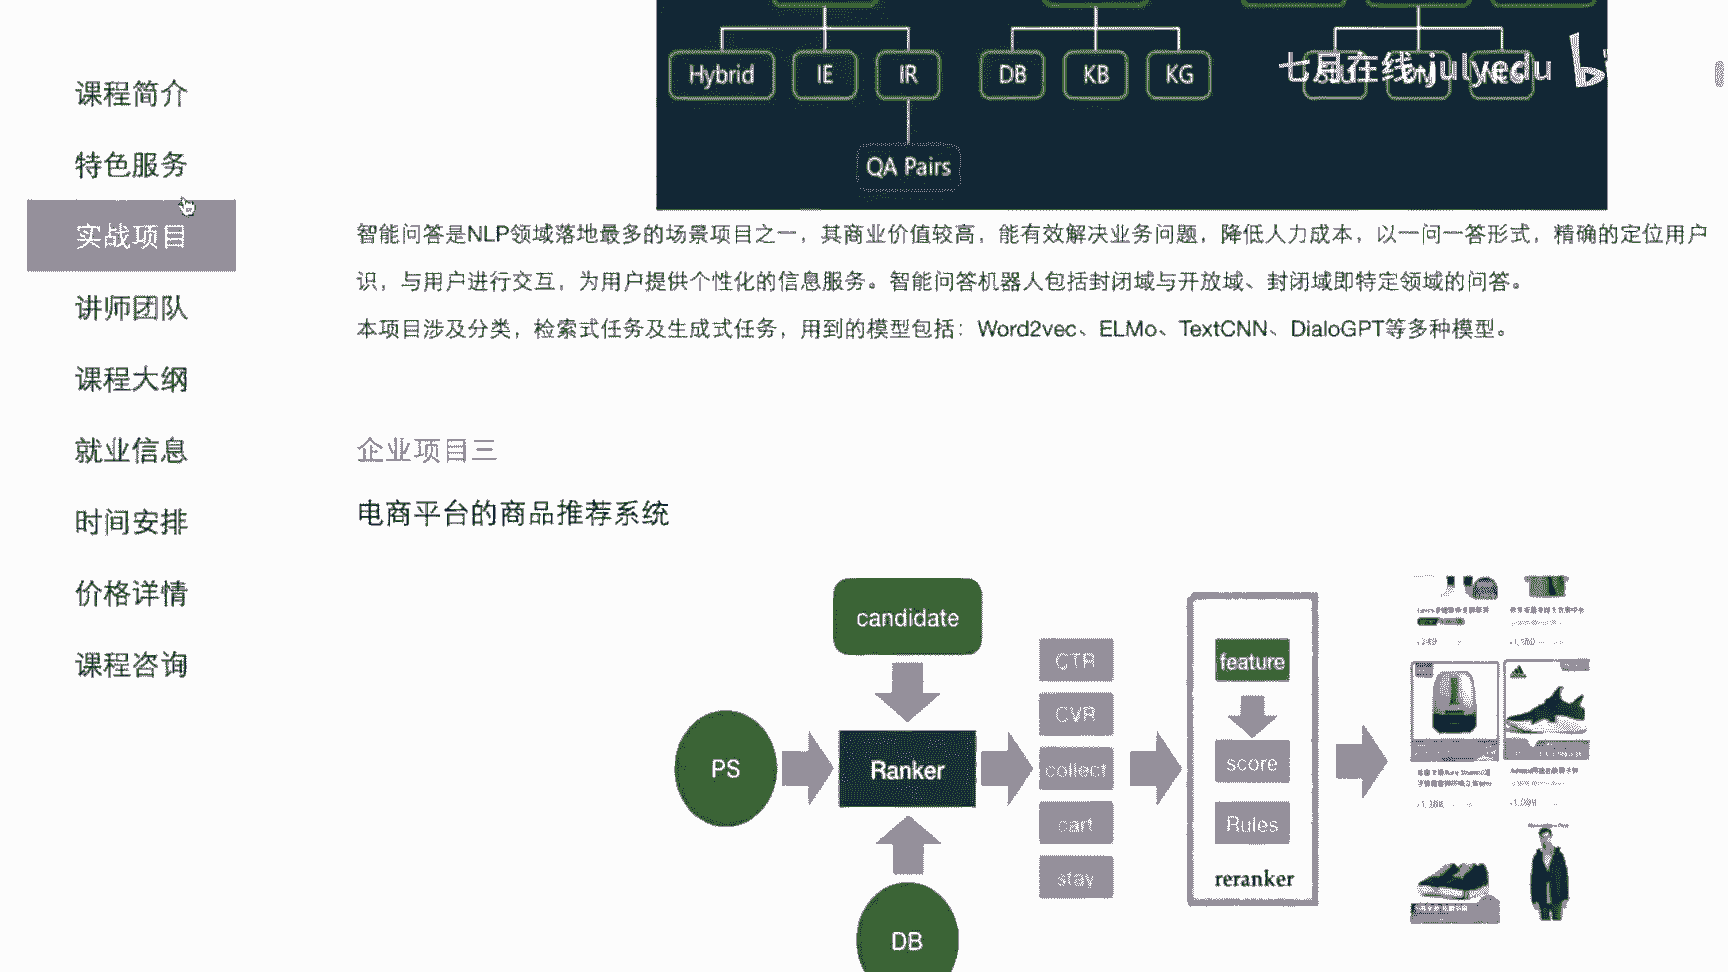 Hybrid
IE
IR
DB
KB
KG
七月在线 julyedu
QA Pairs
课程简介
特色服务
实战项目
讲师团队
课程大纲
就业信息
时间安排
价格详情
课程咨询
智能问答是NLP领域落地最多的场景项目之一，其商业价值较高，能有效解决业务问题，降低人力成本，以一问一答形式，精确的定位用户
识，与用户进行交互，为用户提供个性化的信息服务。智能问答机器人包括封闭域与开放域、封闭域即特定领域的问答。
本项目涉及分类，检索式任务及生成式任务，用到的模型包括：Word2vec、ELMo、TextCNN、DialoGPT等多种模型。
企业项目三
电商平台的商品推荐系统
candidate
PS
Ranker
DB
CTR
CVR
collect
cart
stay
feature
score
Rules
reranker